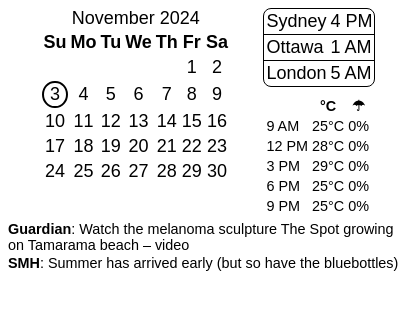 November 2024
Su Mo Tu We Th Fr Sa
1 2
3 4 5 6 7 8 9
10 11 12 13 14 15 16
17 18 19 20 21 22 23
24 25 26 27 28 29 30
Sydney 4 PM
Ottawa 1 AM
London 5 AM
°C ☂
9 AM 25°C 0%
12 PM 28°C 0%
3 PM 29°C 0%
6 PM 25°C 0%
9 PM 25°C 0%
Guardian: Watch the melanoma sculpture The Spot growing
on Tamarama beach – video
SMH: Summer has arrived early (but so have the bluebottles)